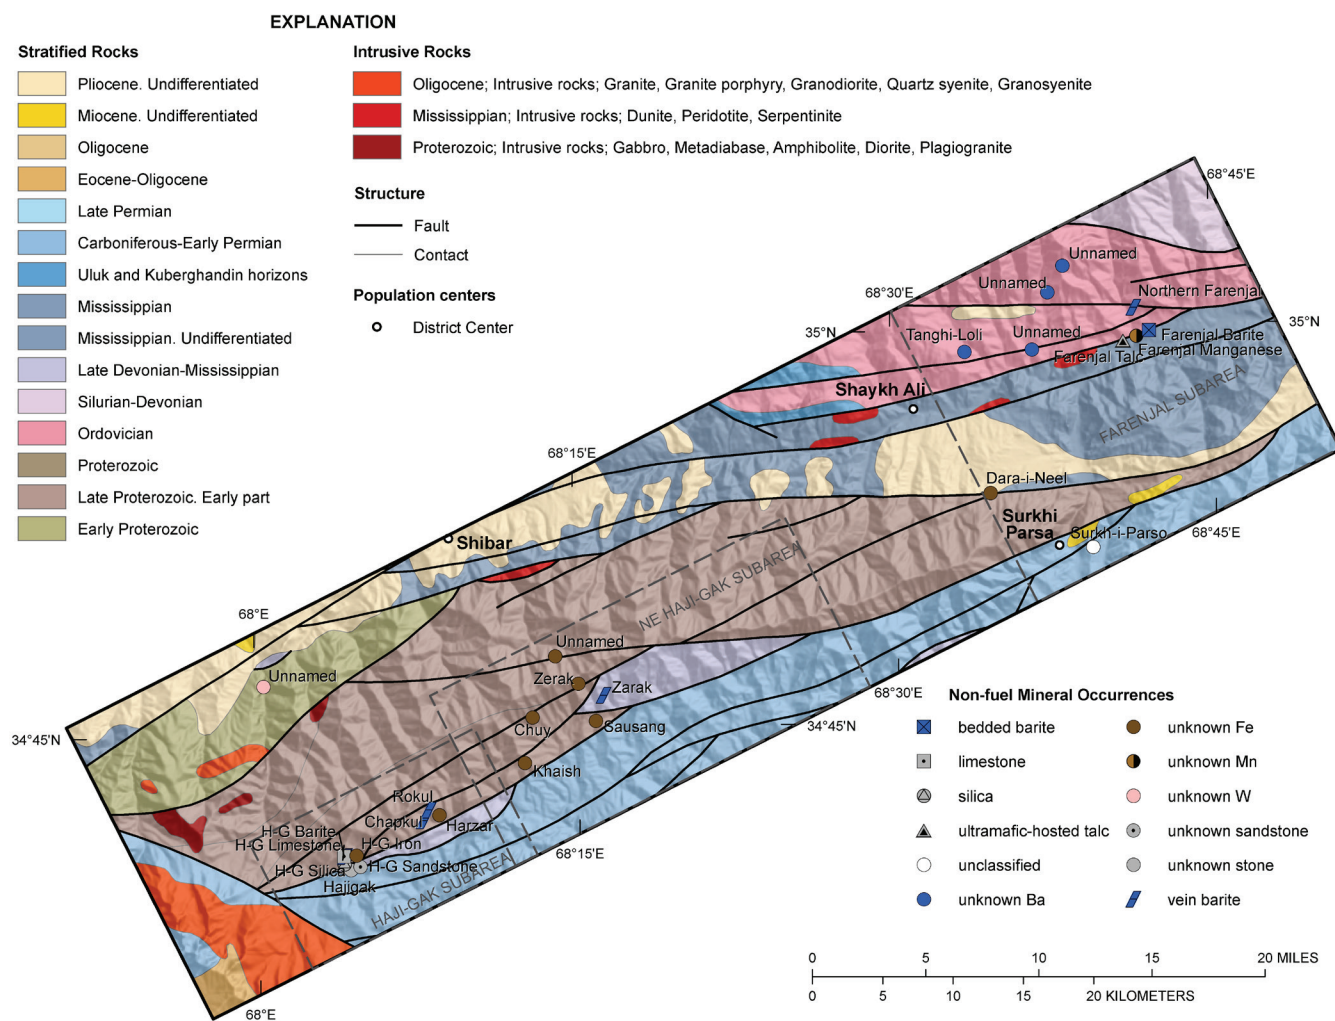 EXPLANATION
Stratified Rocks
Pliocene. Undifferentiated
Miocene. Undifferentiated
Oligocene
Eocene-Oligocene
Late Permian
Carboniferous-Early Permian
Uluk and Kuberghandin horizons
Mississippian
Mississippian. Undifferentiated
Late Devonian-Mississippian
Silurian-Devonian
Ordovician
Proterozoic
Late Proterozoic. Early part
Early Proterozoic
Intrusive Rocks
Oligocene; Intrusive rocks; Granite, Granite porphyry, Granodiorite, Quartz syenite, Granosyenite
Mississippian; Intrusive rocks; Dunite, Peridotite, Serpentinite
Proterozoic; Intrusive rocks; Gabbro, Metadiabase, Amphibolite, Diorite, Plagiogranite
Structure
Fault
Contact
Population centers
District Center
68°45'E
Unnamed
Unnamed
68°30'E
Northern Farenjal
35°N
35°N
Tanghi-Loli
Unnamed
Farenjal Barite
Farenjal Talc
Farenjal Manganese
Shaykh Ali
FARENJAL SUBAREA
68°15'E
Dara-i-Neel
Surkhi
Parsa
Surkh-i-Parso
68°45'E
Shibar
NE HAJI-GAK SUBAREA
68°E
Unnamed
Unnamed
Zerak
Zarak
68°30'E
Chuy
Sausang
34°45'N
34°45'N
Khaish
Rokul
Chapkul
Harzar
H-G Barite
H-G Limestone
H-G Iron
H-G Silica
H-G Sandstone
Hajigak
68°15'E
HAJI-GAK SUBAREA
68°E
Non-fuel Mineral Occurrences
bedded barite
limestone
silica
ultramafic-hosted talc
unclassified
unknown Ba
unknown Fe
unknown Mn
unknown W
unknown sandstone
unknown stone
vein barite
0 5 10 15 20 MILES
0 5 10 15 20 KILOMETERS